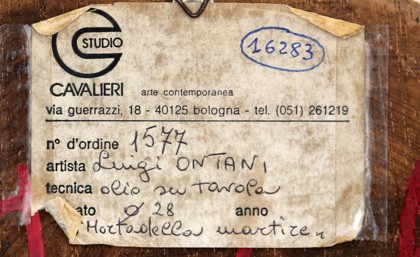 STUDIO
16283
CAVALIERI arte contemporanea
via guerrazzi, 18 - 40125 bologna - tel. (051) 261219
n° d'ordine 1577
artista Luigi ONTANI
tecnica olio su tavola
ato ⌀ 28 anno
"Mortadella martire"